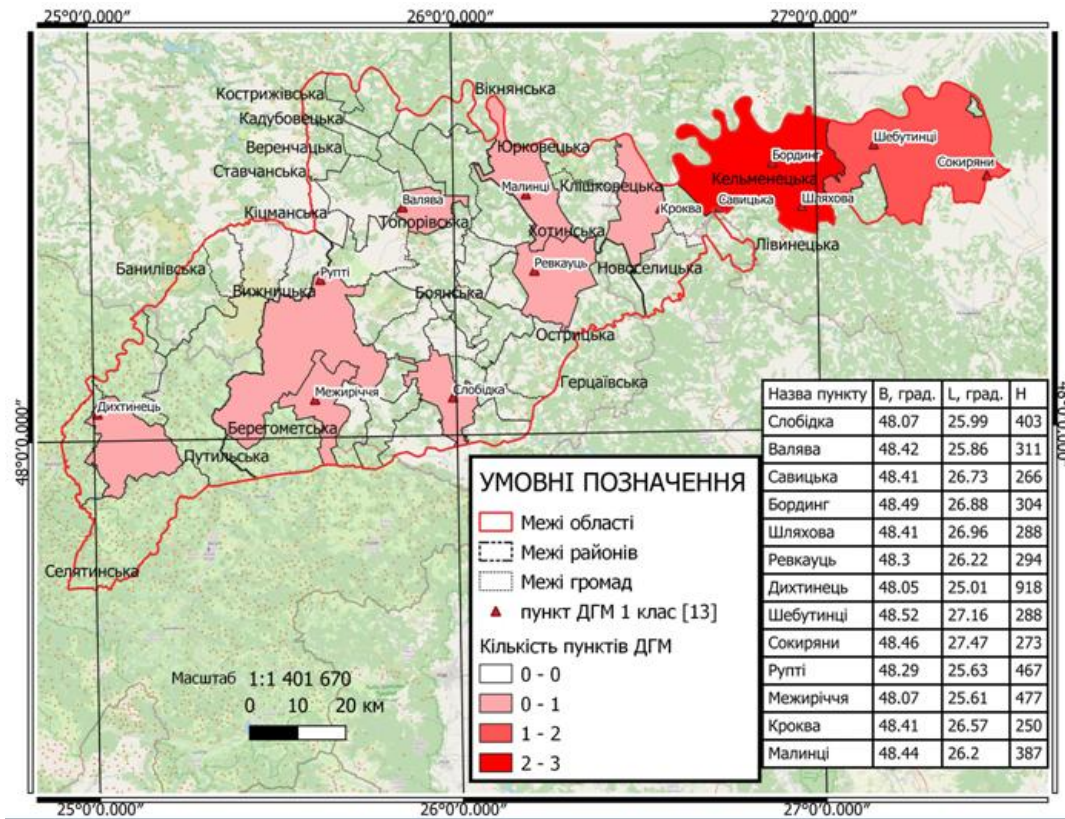 25°0'0.000"
26°0'0.000"
27°0'0.000"
Вікнянська
Кострижівська
Кадубовецька
Веренчацька
Юрковецька
Шебутинці
Бординг
Ставчанська
Сокиряни
Кельменецька
Малинці
Клішковецька
Валява
Савицька
Шляхова
Кіцманська
Кроква
Топорівська
Хотинська
Лівинецька
Банилівська
Рупті
Ревкауць
Новоселицька
Вижницька
Боянська
Острицька
Герцаївська
Межиріччя
Слобідка
Дихтинець
Берегометська
Путильська
Селятинська
48°0'0.000"
48°0'0.000"
Назва пункту B, град. L, град. H
Слобідка 48.07 25.99 403
Валява 48.42 25.86 311
Савицька 48.41 26.73 266
Бординг 48.49 26.88 304
Шляхова 48.41 26.96 288
Ревкауць 48.3 26.22 294
Дихтинець 48.05 25.01 918
Шебутинці 48.52 27.16 288
Сокиряни 48.46 27.47 273
Рупті 48.29 25.63 467
Межиріччя 48.07 25.61 477
Кроква 48.41 26.57 250
Малинці 48.44 26.2 387
УМОВНІ ПОЗНАЧЕННЯ
Межі області
Межі районів
Межі громад
пункт ДГМ 1 клас [13]
Кількість пунктів ДГМ
0 - 0
0 - 1
1 - 2
2 - 3
Масштаб 1:1 401 670
0 10 20 км
25°0'0.000"
26°0'0.000"
27°0'0.000"